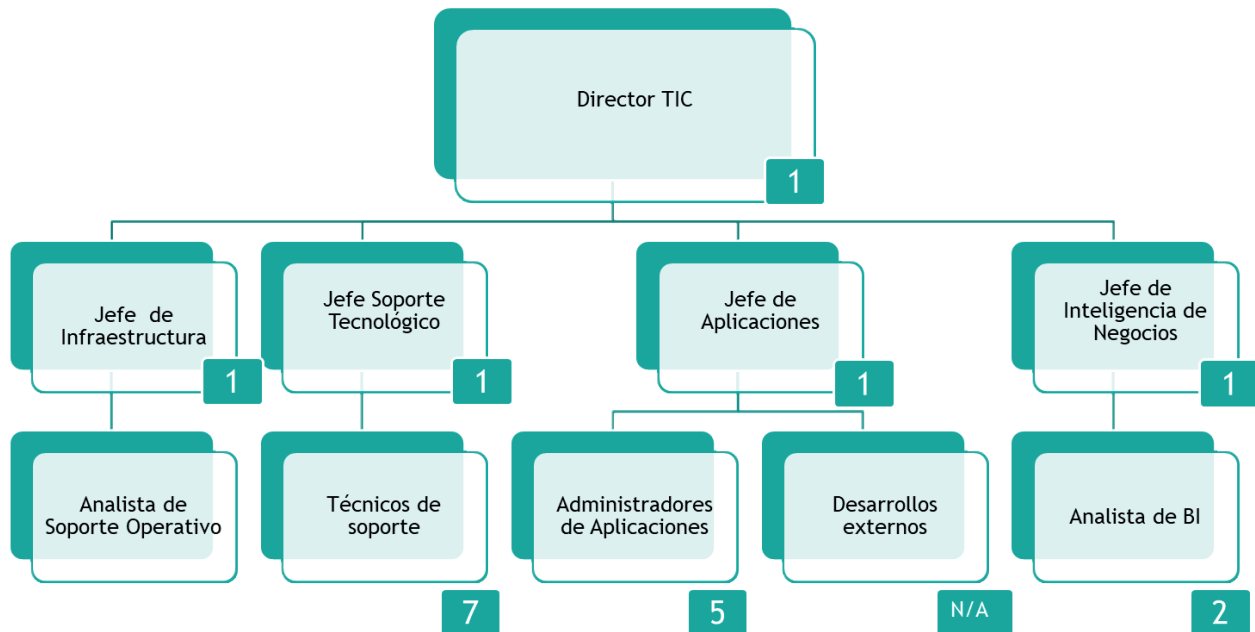 Director TIC
1
Jefe de
Infraestructura
1
Jefe Soporte
Tecnológico
1
Jefe de
Aplicaciones
1
Jefe de
Inteligencia de
Negocios
1
Analista de
Soporte Operativo
Técnicos de
soporte
7
Administradores
de Aplicaciones
5
Desarrollos
externos
N/A
Analista de BI
2